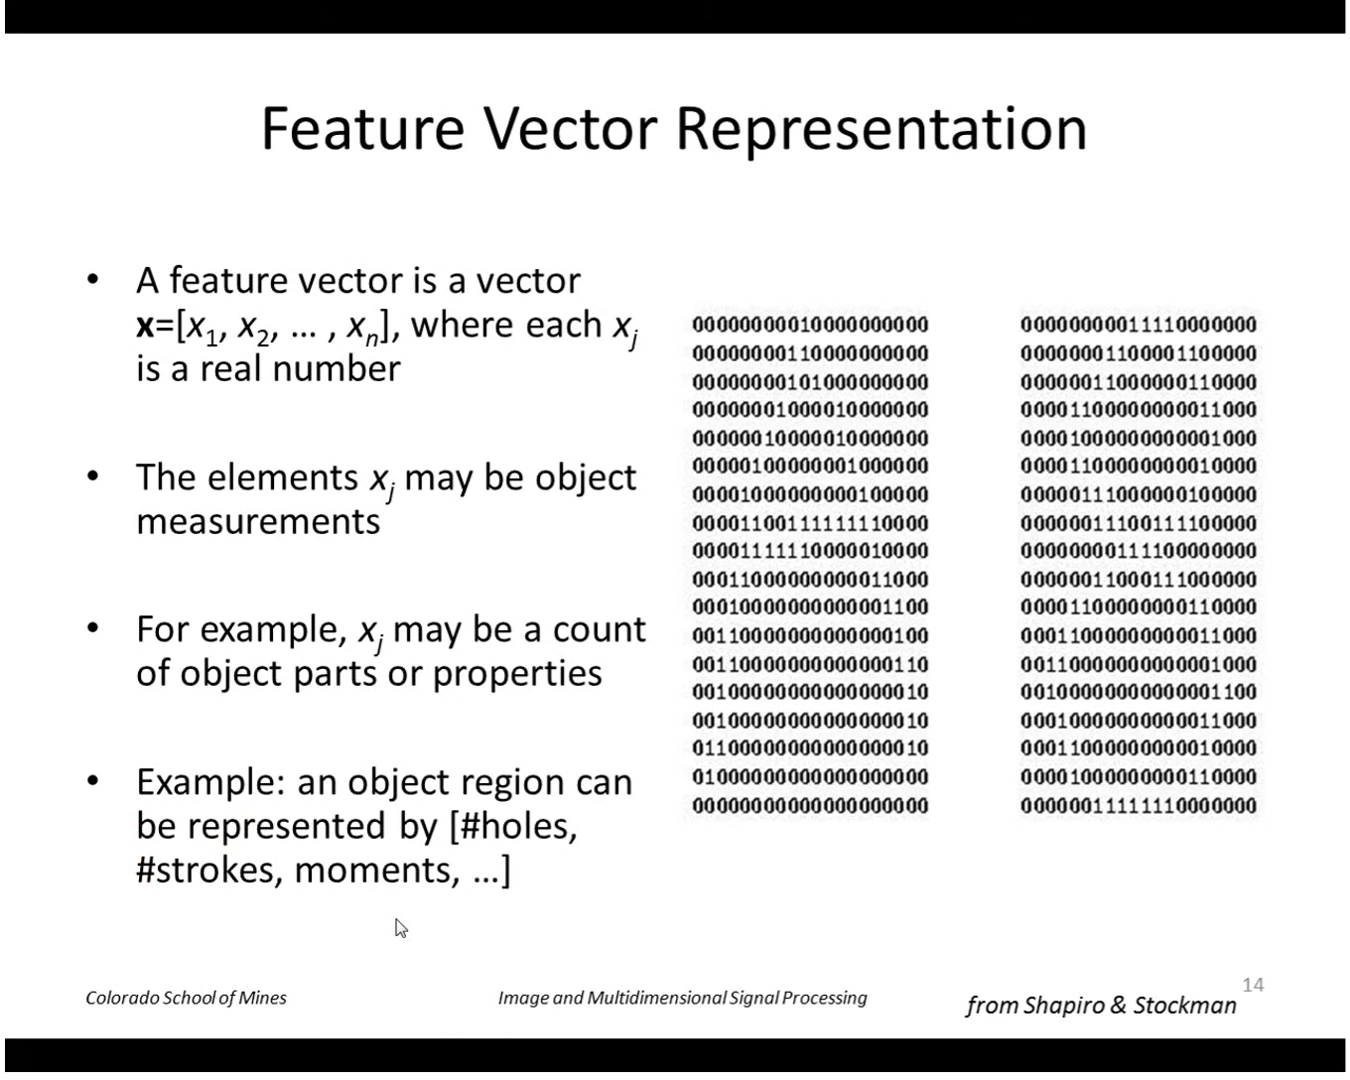 Feature Vector Representation
• A feature vector is a vector
x=[x1, x2, … , xn], where each xj
is a real number
• The elements xj may be object
measurements
• For example, xj may be a count
of object parts or properties
• Example: an object region can
be represented by [#holes,
#strokes, moments, …]
00000000010000000000
00000000110000000000
00000000101000000000
00000001000010000000
00000010000010000000
00000100000001000000
00001000000000100000
00001100111111110000
00001111110000010000
00011000000000011000
00010000000000001100
00110000000000000100
00110000000000000110
00100000000000000010
00100000000000000010
01100000000000000010
01000000000000000000
00000000000000000000
00000000011110000000
00000001100001100000
00000011000000110000
00001100000000011000
00001000000000001000
00001100000000010000
00000111000000100000
00000011100111100000
00000000111100000000
00000011000111000000
00001100000000110000
00011000000000011000
00110000000000001000
00100000000000001100
00010000000000011000
00011000000000010000
00001000000000110000
00000011111110000000
Colorado School of Mines
Image and Multidimensional Signal Processing
14
from Shapiro & Stockman